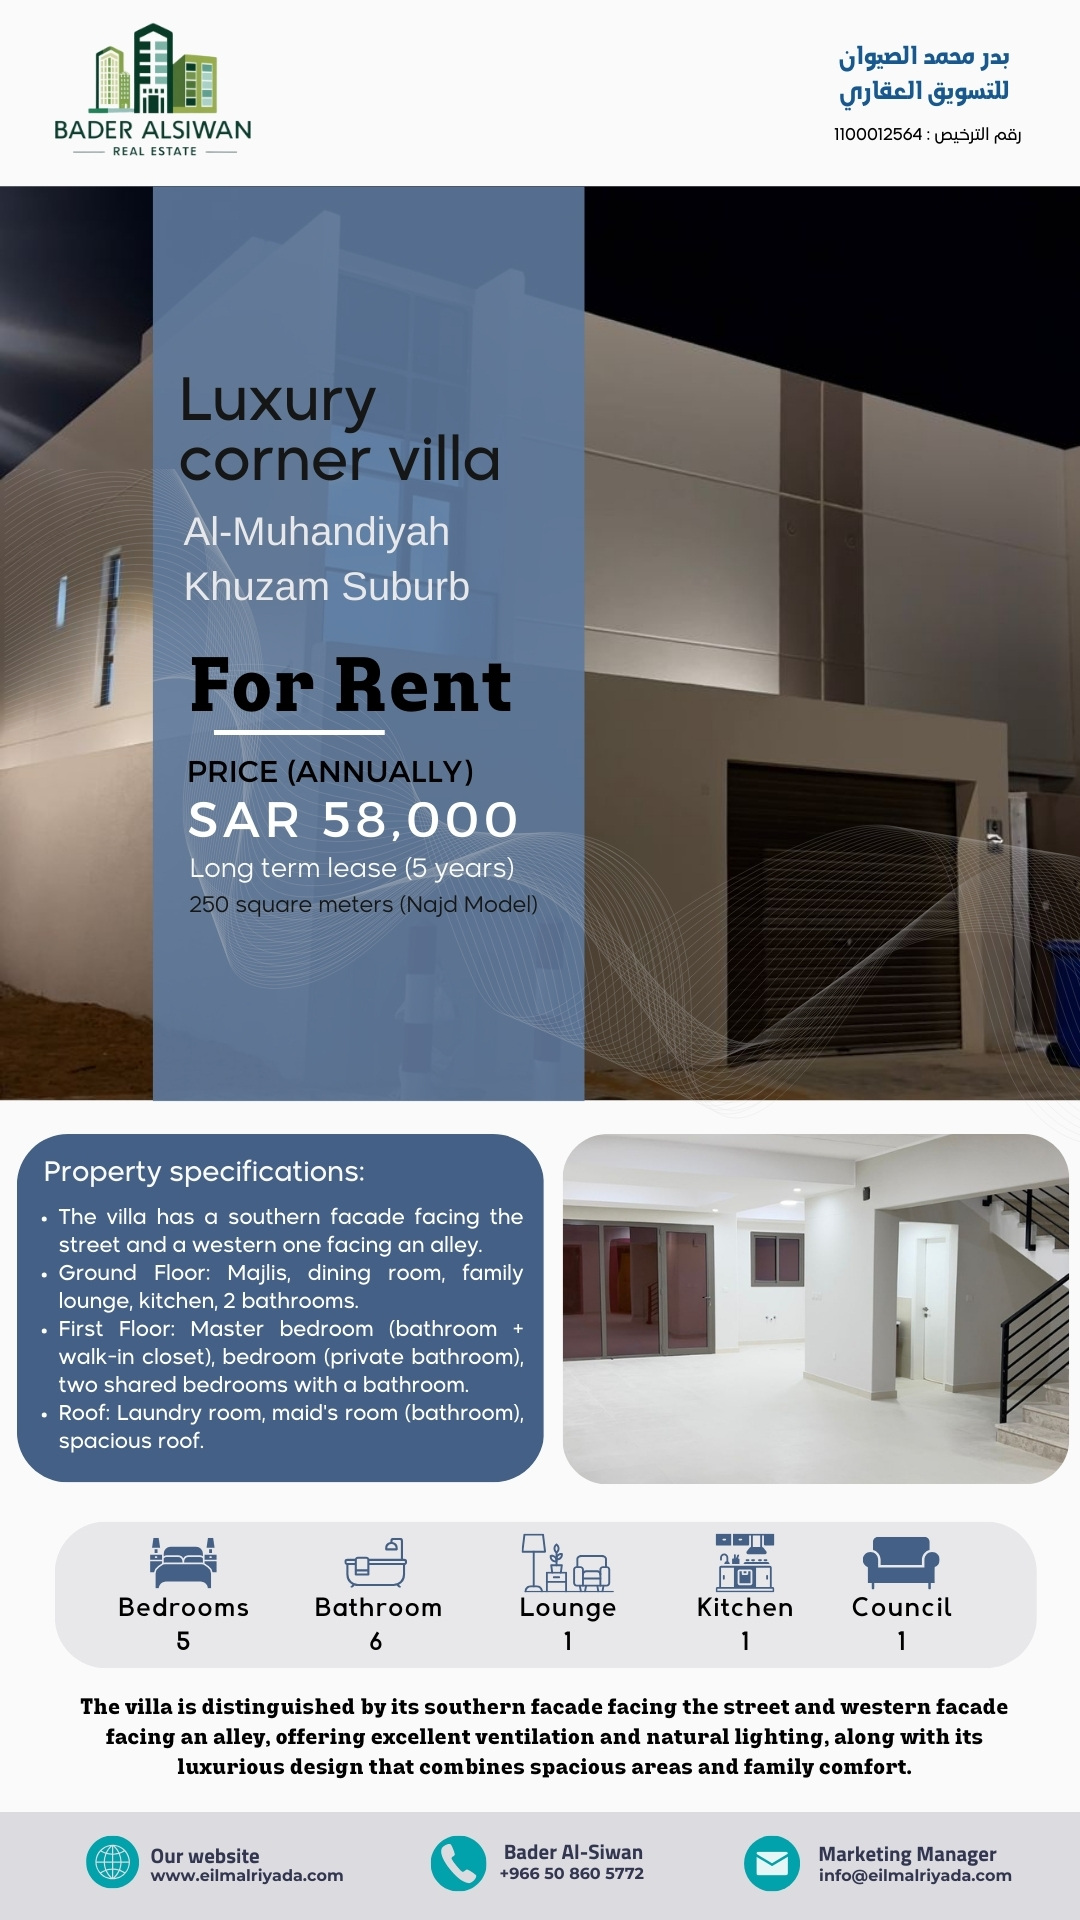 BADER ALSIWAN
REAL ESTATE
بدر محمد الصيوان
للتسويق العقاري
رقم الترخيص : 1100012564
Luxury
corner villa
Al-Muhandiyah
Khuzam Suburb
For Rent
PRICE (ANNUALLY)
SAR 58,000
Long term lease (5 years)
250 square meters (Najd Model)
Property specifications:
• The villa has a southern facade facing the
street and a western one facing an alley.
• Ground Floor: Majlis, dining room, family
lounge, kitchen, 2 bathrooms.
• First Floor: Master bedroom (bathroom +
walk-in closet), bedroom (private bathroom),
two shared bedrooms with a bathroom.
• Roof: Laundry room, maid's room (bathroom),
spacious roof.
Bedrooms Bathroom Lounge Kitchen Council
5 6 1 1 1
The villa is distinguished by its southern facade facing the street and western facade
facing an alley, offering excellent ventilation and natural lighting, along with its
luxurious design that combines spacious areas and family comfort.
Our website
www.eilmalriyada.com
Bader Al-Siwan
+966 50 860 5772
Marketing Manager
info@eilmalriyada.com